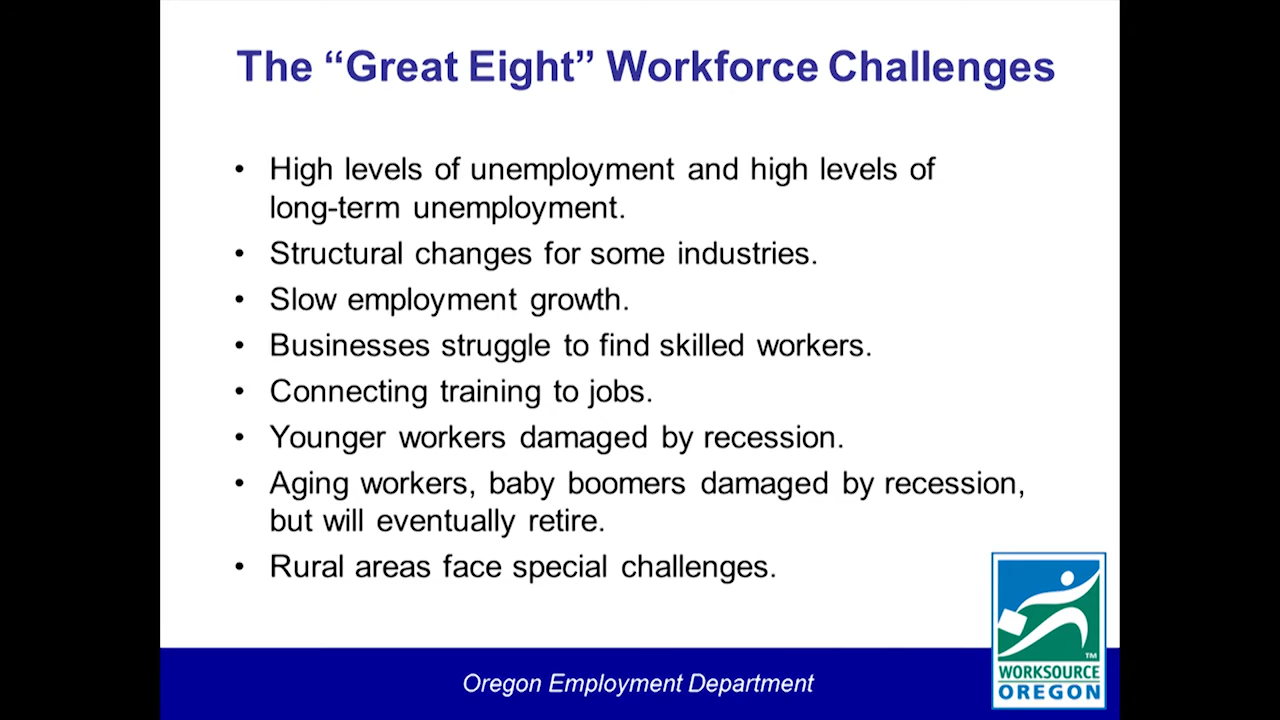 The “Great Eight” Workforce Challenges
• High levels of unemployment and high levels of
long-term unemployment.
• Structural changes for some industries.
• Slow employment growth.
• Businesses struggle to find skilled workers.
• Connecting training to jobs.
• Younger workers damaged by recession.
• Aging workers, baby boomers damaged by recession,
but will eventually retire.
• Rural areas face special challenges.
TM
WORKSOURCE
OREGON
Oregon Employment Department